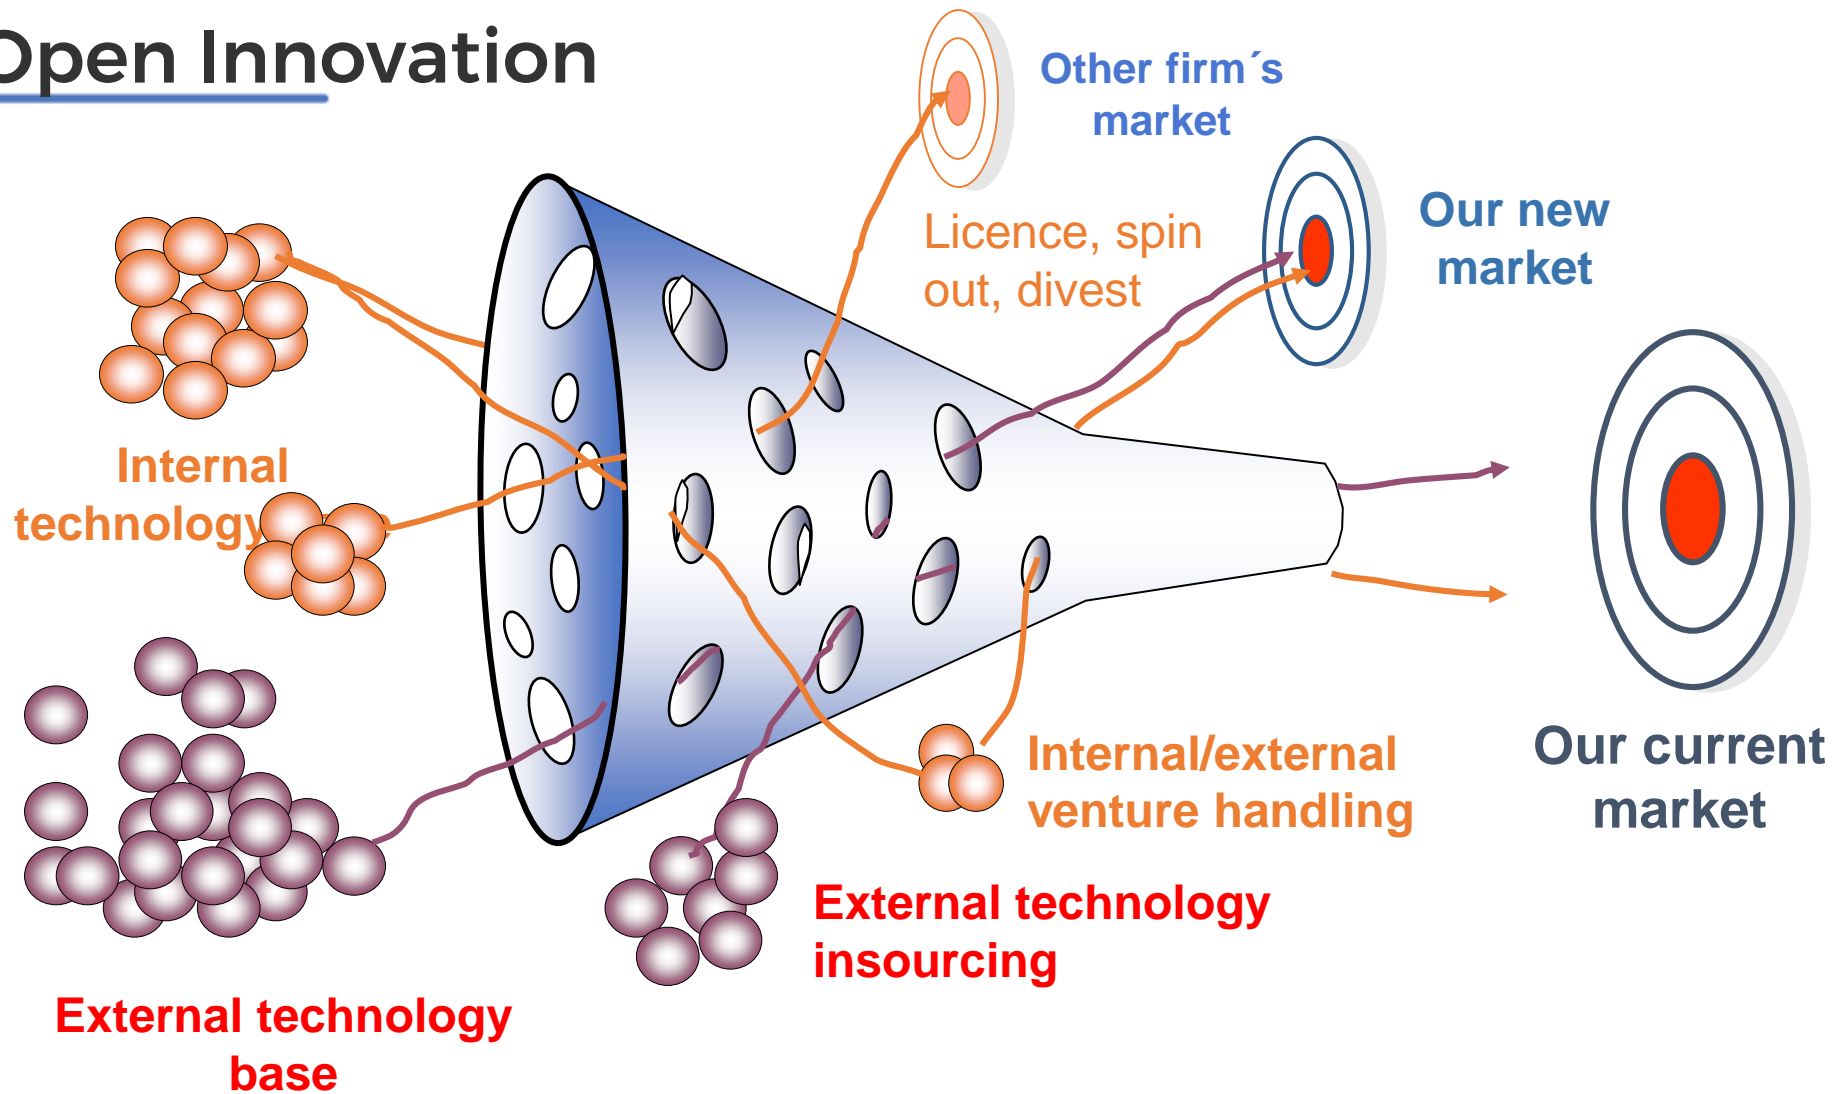 Open Innovation
Other firm´s
market
Our new
market
Licence, spin
out, divest
Internal
technology
Our current
market
Internal/external
venture handling
External technology
insourcing
External technology
base